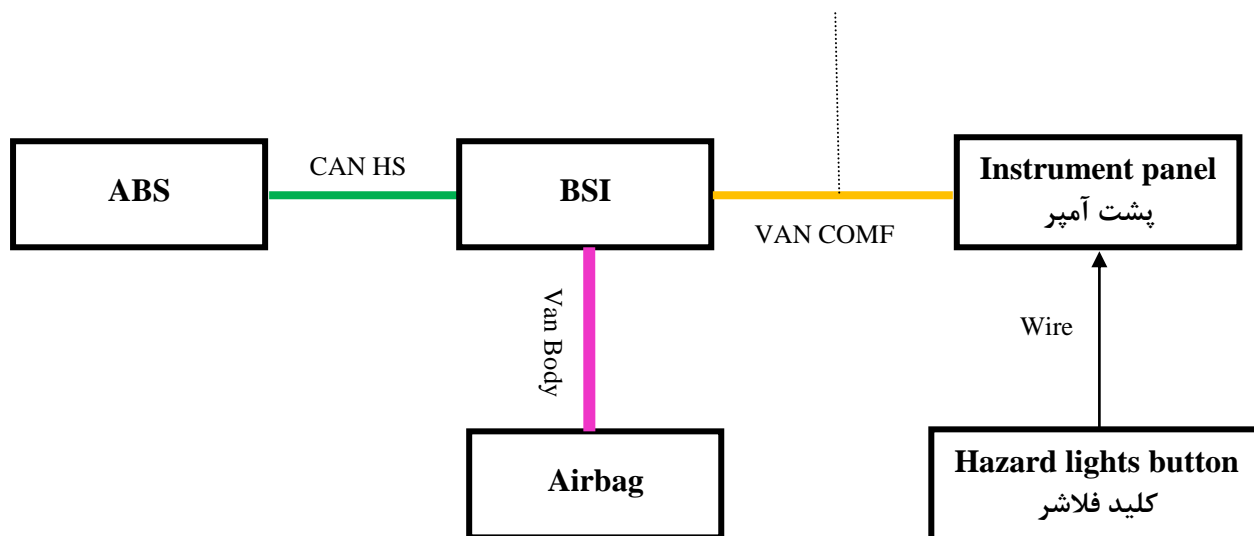 CAN HS
ABS
BSI
Instrument panel
پشت آمپر
VAN COMF
Van Body
Wire
Airbag
Hazard lights button
کلید فلاشر